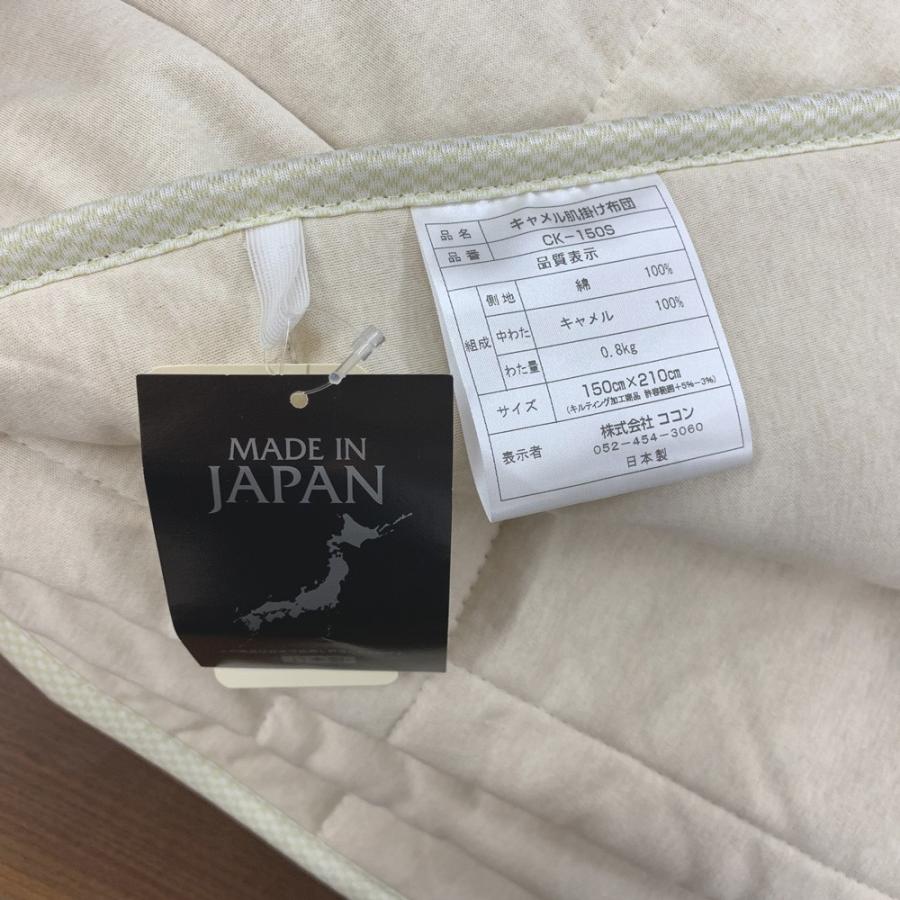 品名 キャメル肌掛け布団
品番 CK-150S
品質表示
組成 側地 綿 100%
中わた キャメル 100%
わた量 0.8kg
サイズ 150cm×210cm
(キルティング加工商品 許容範囲+5%-3%)
表示者 株式会社 ココン
052-454-3060
日本製
MADE IN
JAPAN